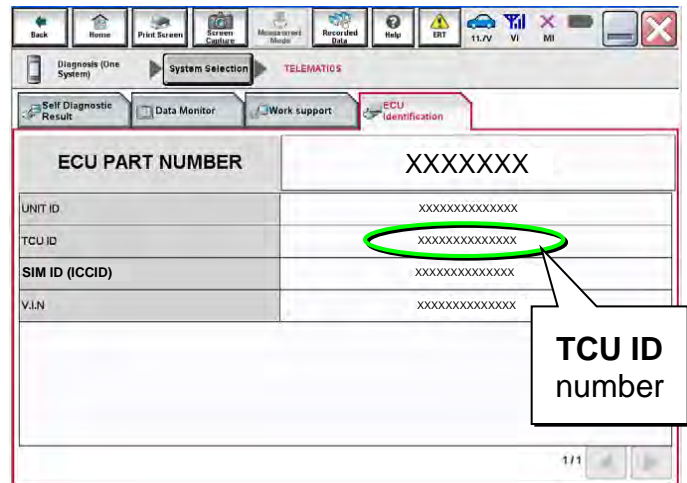 Back
Home
Print Screen
Screen
Capture
Measurement
Mode
Recorded
Data
Help
ERT
11.7V
VI
MI
Diagnosis (One
System)
System Selection
TELEMATICS
Self Diagnostic
Result
Data Monitor
Work support
ECU
Identification
ECU PART NUMBER
XXXXXXX
UNIT ID
XXXXXXXXXXXXXX
TCU ID
XXXXXXXXXXXXXX
SIM ID (ICCID)
XXXXXXXXXXXXXX
V.I.N
XXXXXXXXXXXXXX
TCU ID
number
1/1